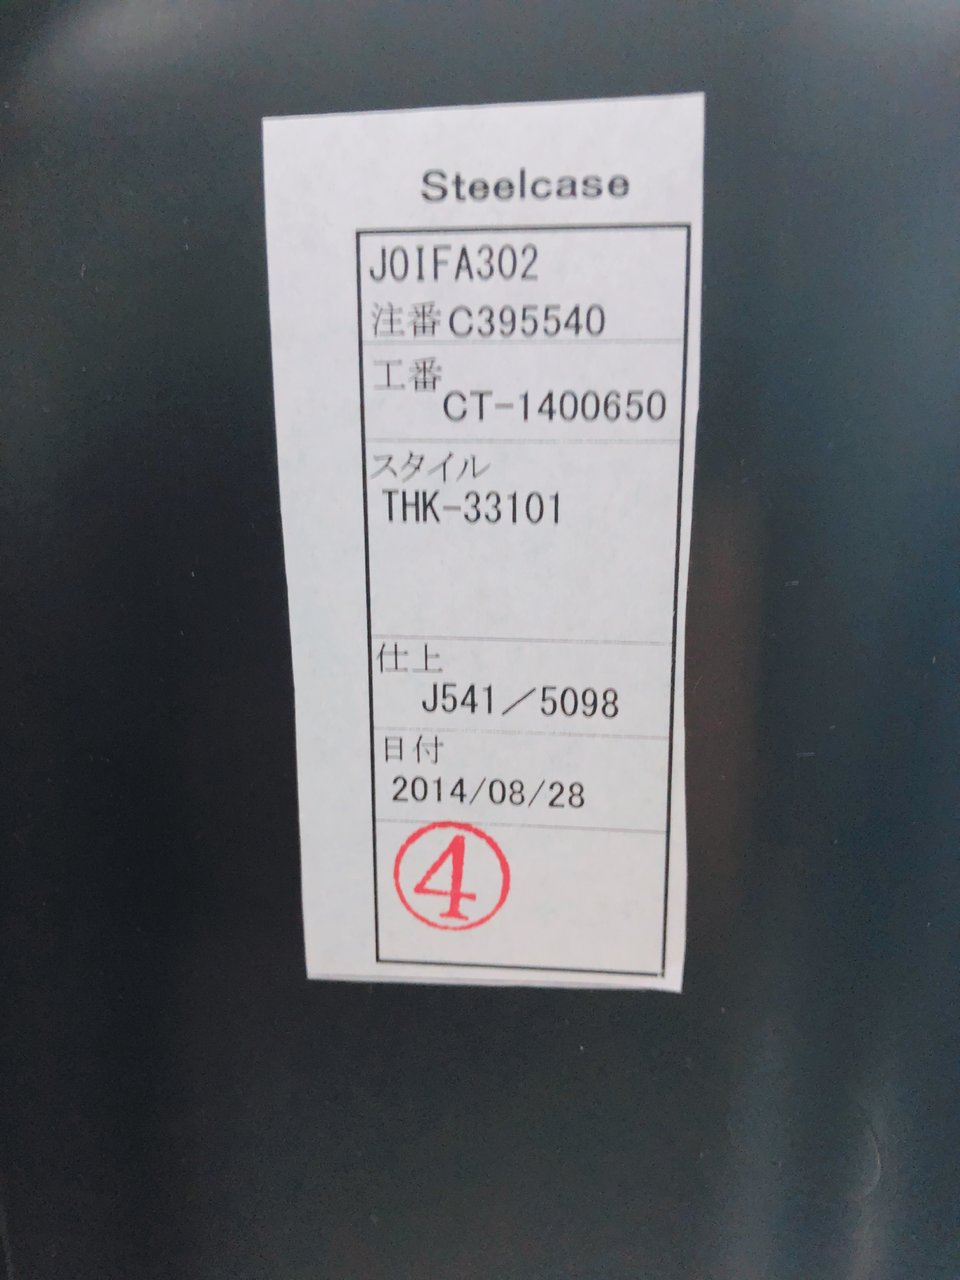 Steelcase
JOIFA302
注番C395540
工番
CT-1400650
スタイル
THK-33101
仕上
J541／5098
日付
2014/08/28
④